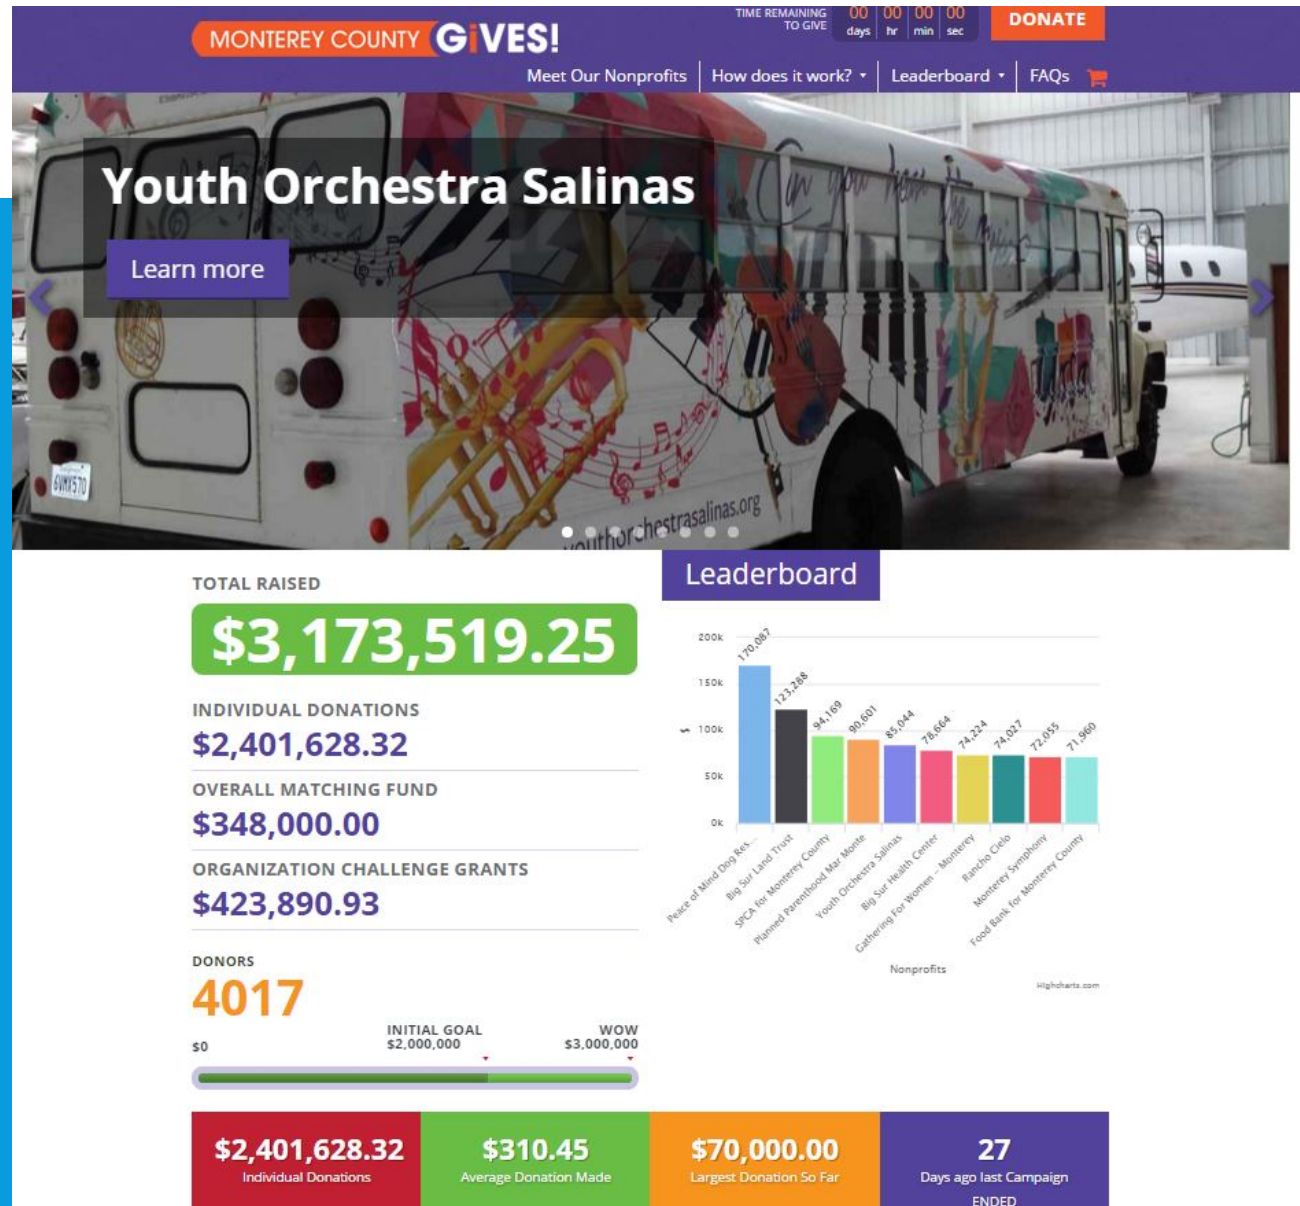 MONTEREY COUNTY GiVES!
TIME REMAINING
TO GIVE
00 00 00 00
days hr min sec
DONATE
Meet Our Nonprofits
How does it work?
Leaderboard
FAQs
Youth Orchestra Salinas
Learn more
Can you hear the music?
6VMX570
youthorchestrasalinas.org
TOTAL RAISED
$3,173,519.25
INDIVIDUAL DONATIONS
$2,401,628.32
OVERALL MATCHING FUND
$348,000.00
ORGANIZATION CHALLENGE GRANTS
$423,890.93
DONORS
4017
$0
INITIAL GOAL
$2,000,000
WOW
$3,000,000
Leaderboard
200k
150k
100k
50k
0k
$
170,087
123,288
94,169
90,601
85,044
78,664
74,224
74,027
72,055
71,960
Peace of Mind Dog Res...
Big Sur Land Trust
SPCA for Monterey County
Planned Parenthood Mar Monte
Youth Orchestra Salinas
Big Sur Health Center
Gathering For Women – Monterey
Rancho Cielo
Monterey Symphony
Food Bank for Monterey County
Nonprofits
Highcharts.com
$2,401,628.32
Individual Donations
$310.45
Average Donation Made
$70,000.00
Largest Donation So Far
27
Days ago last Campaign
ENDED